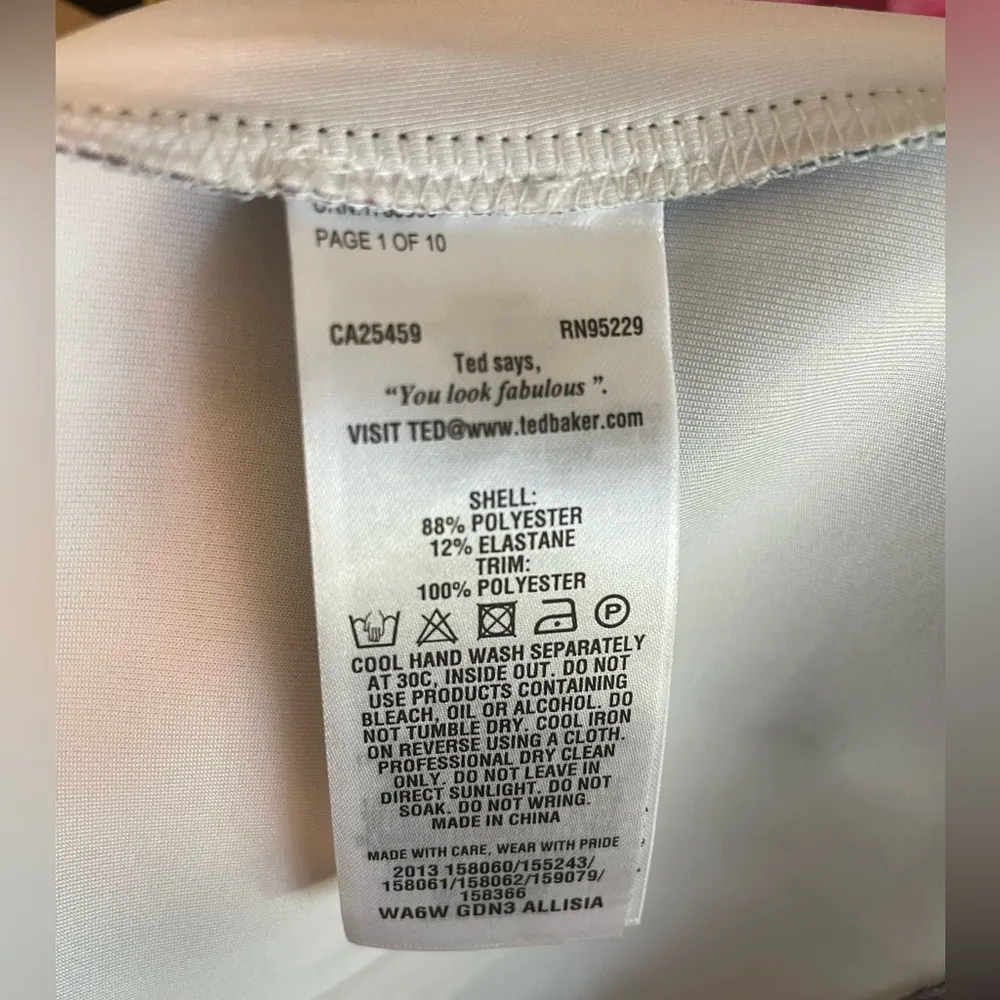 PAGE 1 OF 10
CA25459 RN95229
Ted says,
“You look fabulous ”.
VISIT TED@www.tedbaker.com
SHELL:
88% POLYESTER
12% ELASTANE
TRIM:
100% POLYESTER
P
COOL HAND WASH SEPARATELY
AT 30C, INSIDE OUT. DO NOT
USE PRODUCTS CONTAINING
BLEACH, OIL OR ALCOHOL. DO
NOT TUMBLE DRY. COOL IRON
ON REVERSE USING A CLOTH.
PROFESSIONAL DRY CLEAN
ONLY. DO NOT LEAVE IN
DIRECT SUNLIGHT. DO NOT
SOAK. DO NOT WRING.
MADE IN CHINA
MADE WITH CARE, WEAR WITH PRIDE
2013 158060/155243/
158061/158062/159079/
158366
WA6W GDN3 ALLISIA